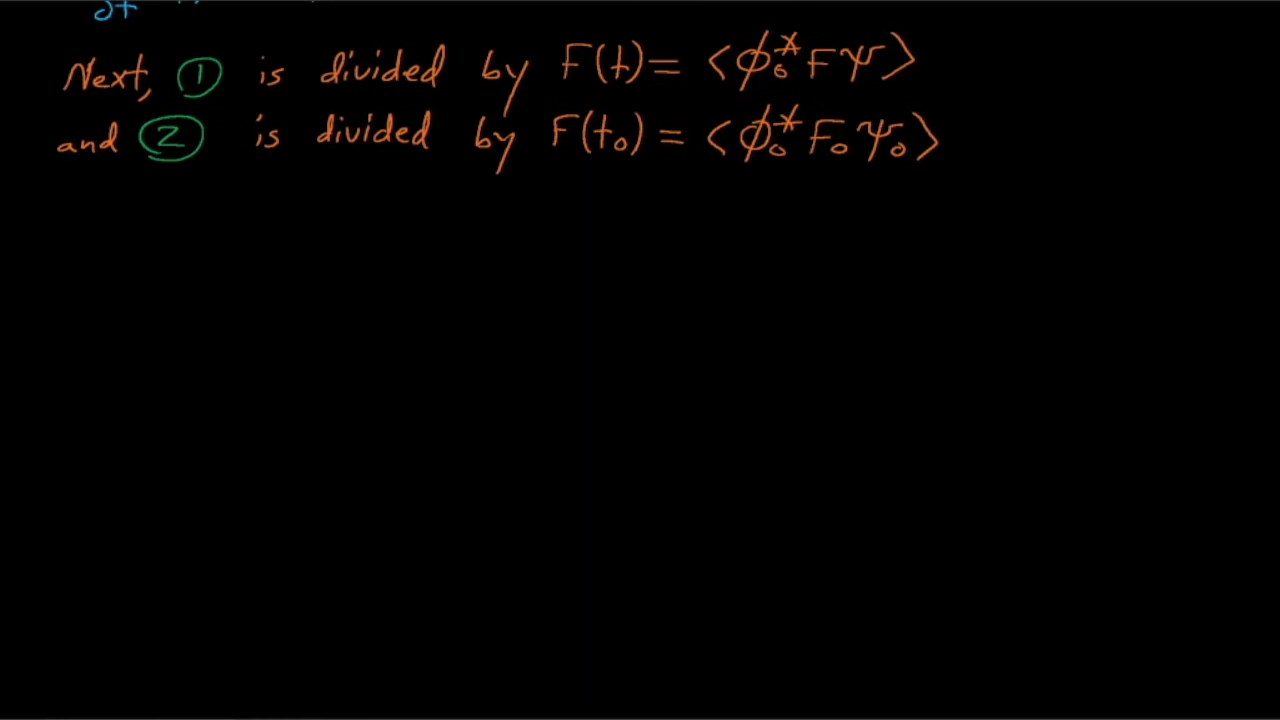 ∂t
Next, ① is divided by F(t) = <ϕ₀* F ψ>
and ② is divided by F(t₀) = <ϕ₀* F₀ ψ₀>